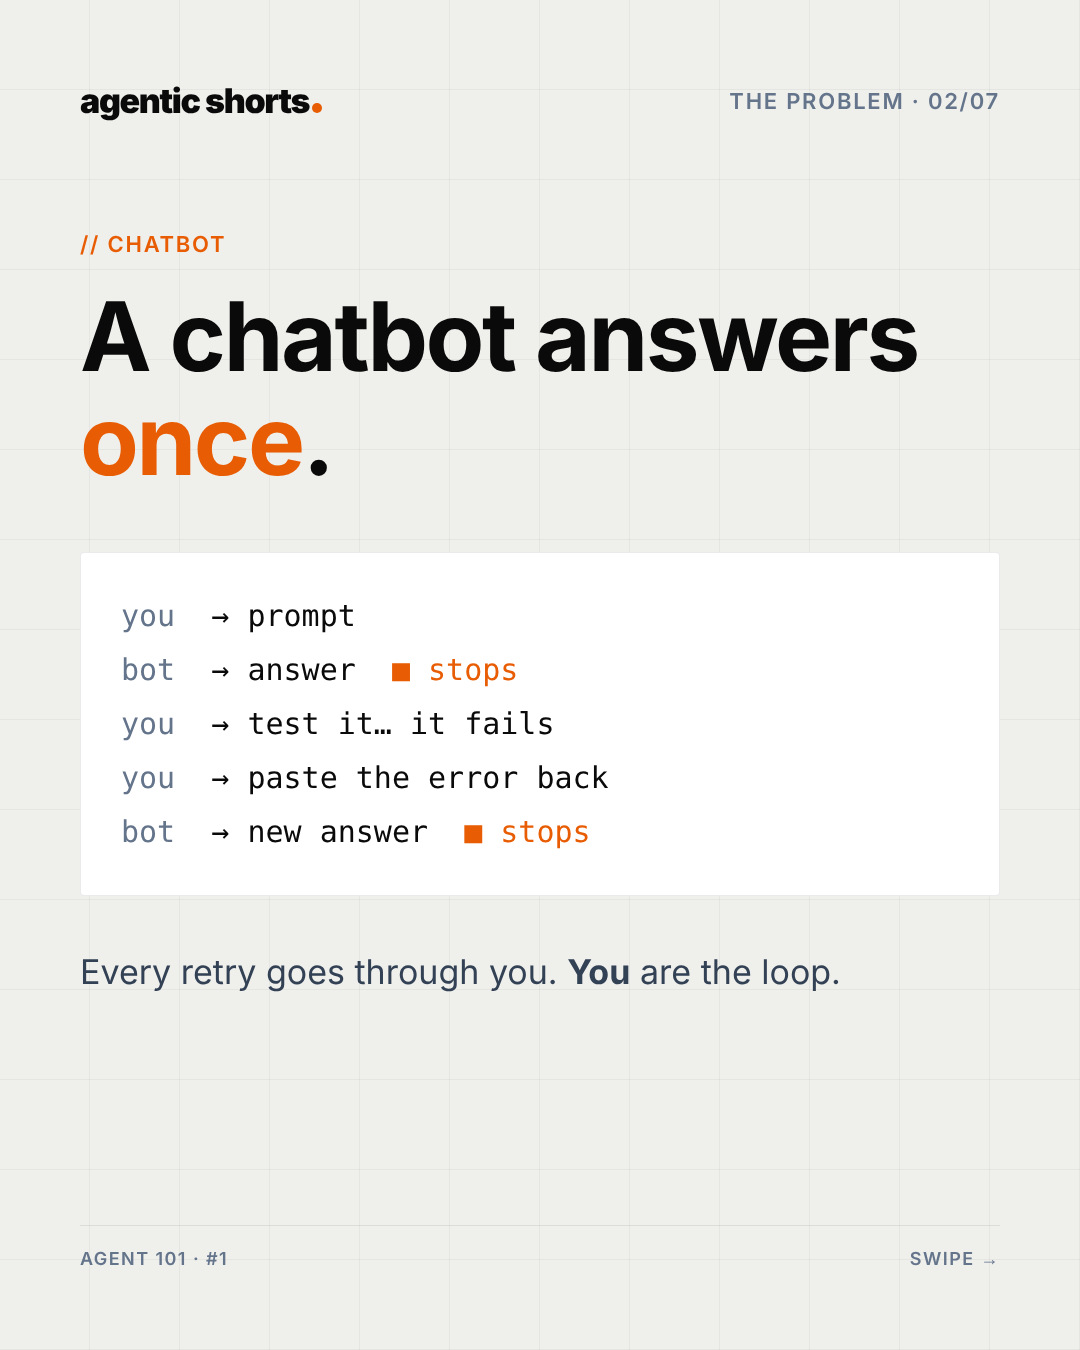 agentic shorts.
THE PROBLEM · 02/07
// CHATBOT
A chatbot answers
once.
you → prompt
bot → answer ■ stops
you → test it… it fails
you → paste the error back
bot → new answer ■ stops
Every retry goes through you. You are the loop.
AGENT 101 · #1
SWIPE →